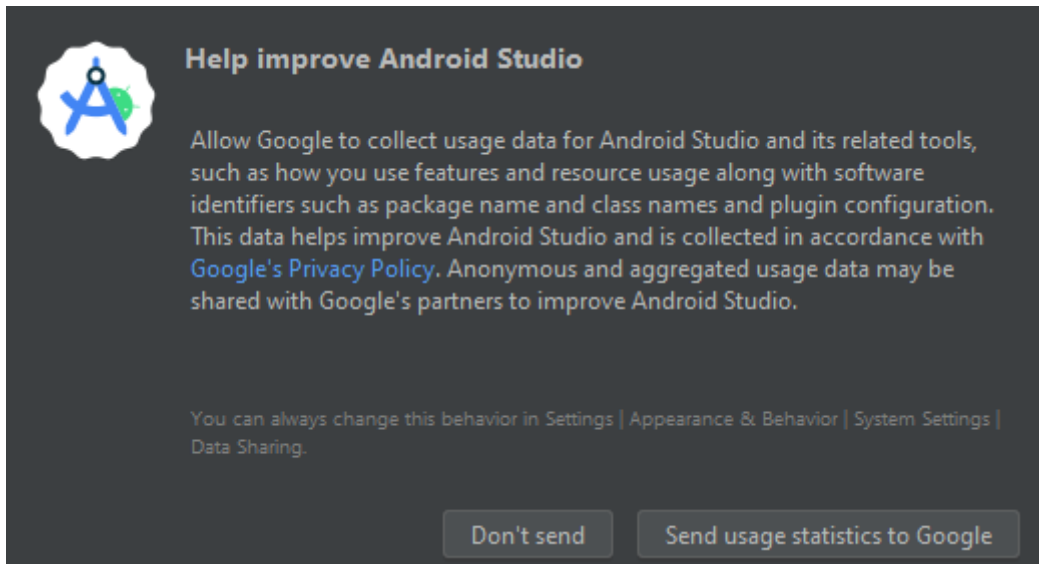 Help improve Android Studio
Allow Google to collect usage data for Android Studio and its related tools,
such as how you use features and resource usage along with software
identifiers such as package name and class names and plugin configuration.
This data helps improve Android Studio and is collected in accordance with
Google's Privacy Policy. Anonymous and aggregated usage data may be
shared with Google's partners to improve Android Studio.
You can always change this behavior in Settings | Appearance & Behavior | System Settings |
Data Sharing.
Don't send
Send usage statistics to Google